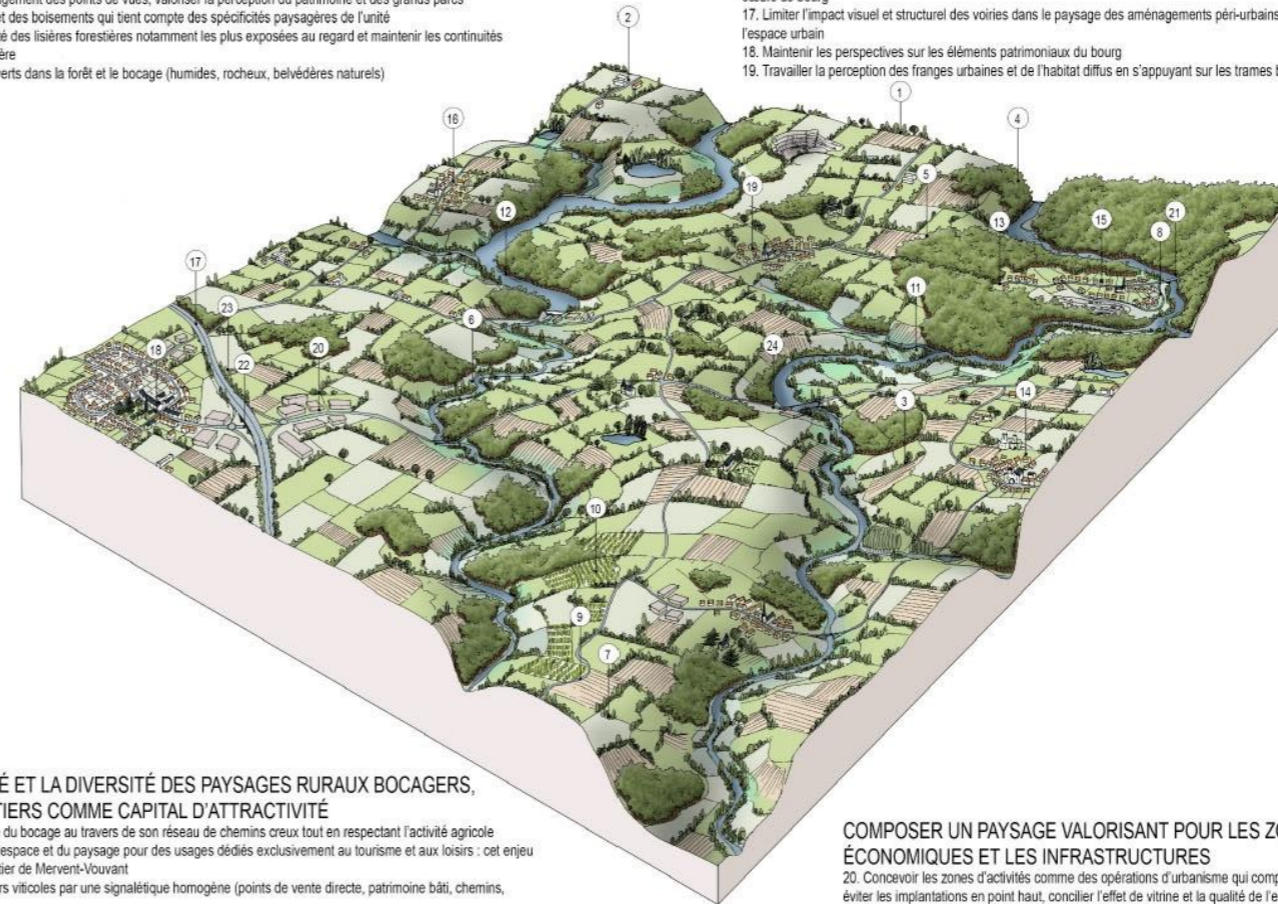 gement des points de vues, valoriser la perception du patrimoine et des grands parcs
et des boisements qui tient compte des spécificités paysagères de l'unité
té des lisières forestières notamment les plus exposées au regard et maintenir les continuités
ère
verts dans la forêt et le bocage (humides, rocheux, belvédères naturels)
17. Limiter l'impact visuel et structurel des voiries dans le paysage des aménagements péri-urbains
l'espace urbain
18. Maintenir les perspectives sur les éléments patrimoniaux du bourg
19. Travailler la perception des franges urbaines et de l'habitat diffus en s'appuyant sur les trames b
2
1
16
4
5
19
12
13
15
21
8
17
11
23
6
18
22
20
24
3
14
10
9
7
É ET LA DIVERSITÉ DES PAYSAGES RURAUX BOCAGERS,
TIERS COMME CAPITAL D'ATTRACTIVITÉ
du bocage au travers de son réseau de chemins creux tout en respectant l'activité agricole
espace et du paysage pour des usages dédiés exclusivement au tourisme et aux loisirs : cet enjeu
tier de Mervent-Vouvant
rs viticoles par une signalétique homogène (points de vente directe, patrimoine bâti, chemins,
COMPOSER UN PAYSAGE VALORISANT POUR LES ZO
ÉCONOMIQUES ET LES INFRASTRUCTURES
20. Concevoir les zones d'activités comme des opérations d'urbanisme qui comp
éviter les implantations en point haut, concilier l'effet de vitrine et la qualité de l'e